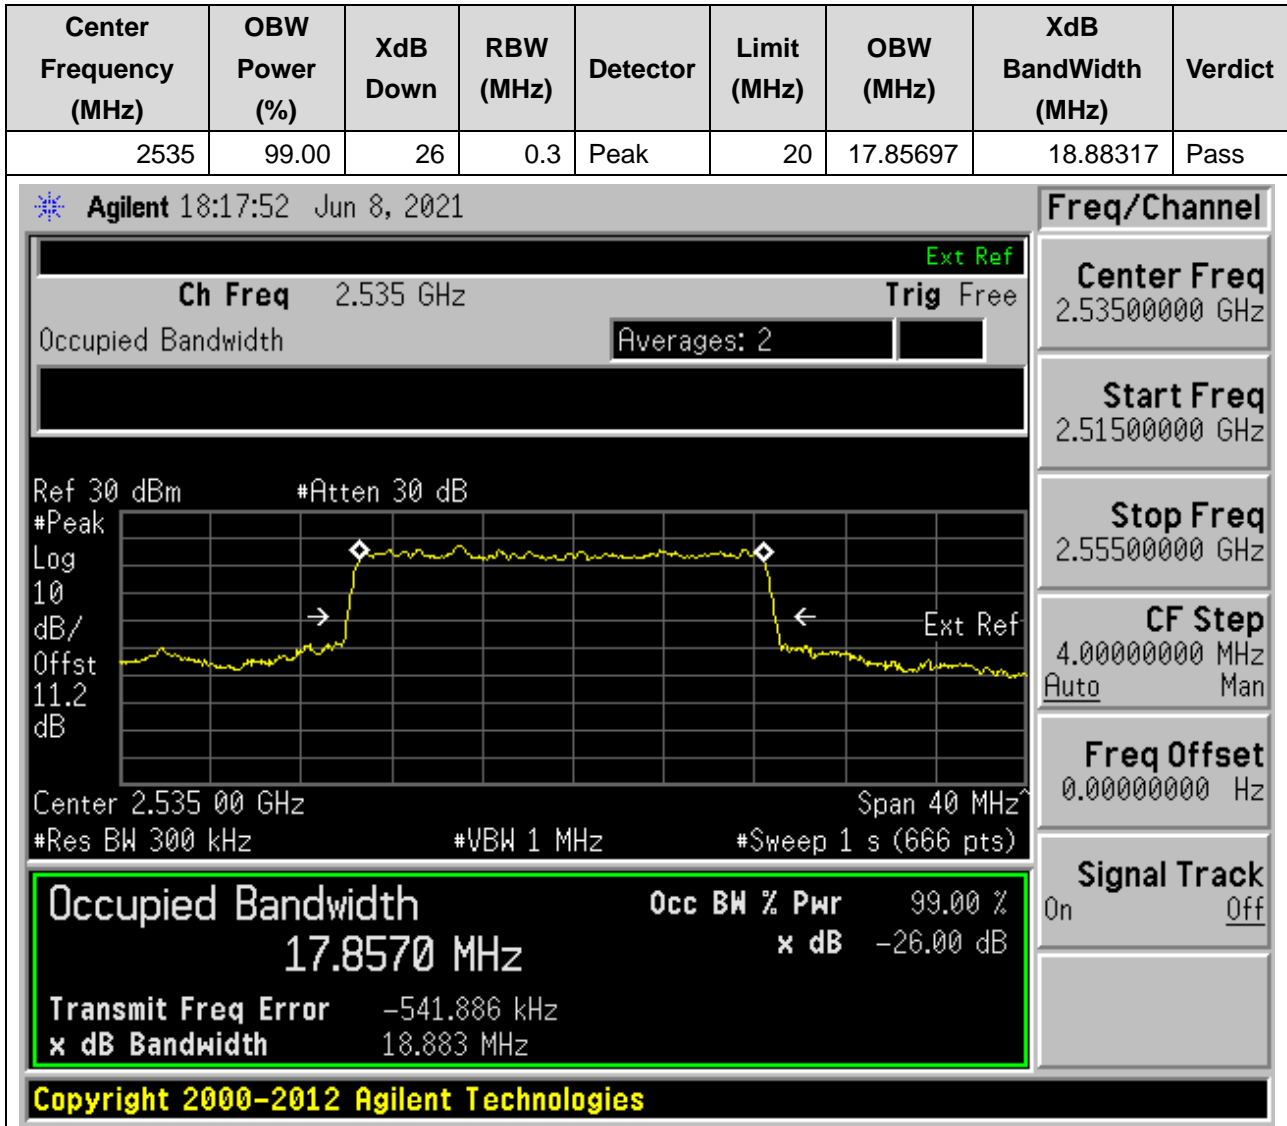 Center Frequency (MHz) OBW Power (%) XdB Down RBW (MHz) Detector Limit (MHz) OBW (MHz) XdB BandWidth (MHz) Verdict
2535 99.00 26 0.3 Peak 20 17.85697 18.88317 Pass
Agilent 18:17:52 Jun 8, 2021
Freq/Channel
Ext Ref
Ch Freq 2.535 GHz Trig Free
Occupied Bandwidth Averages: 2
Center Freq
2.53500000 GHz
Start Freq
2.51500000 GHz
Stop Freq
2.55500000 GHz
CF Step
4.00000000 MHz
Auto Man
Freq Offset
0.00000000 Hz
Signal Track
On Off
Ref 30 dBm #Atten 30 dB
#Peak
Log
10
dB/
Offst
11.2
dB
Ext Ref
Center 2.535 00 GHz Span 40 MHz^
#Res BW 300 kHz #VBW 1 MHz #Sweep 1 s (666 pts)
Occupied Bandwidth
17.8570 MHz
Occ BW % Pwr 99.00 %
x dB -26.00 dB
Transmit Freq Error -541.886 kHz
x dB Bandwidth 18.883 MHz
Copyright 2000-2012 Agilent Technologies